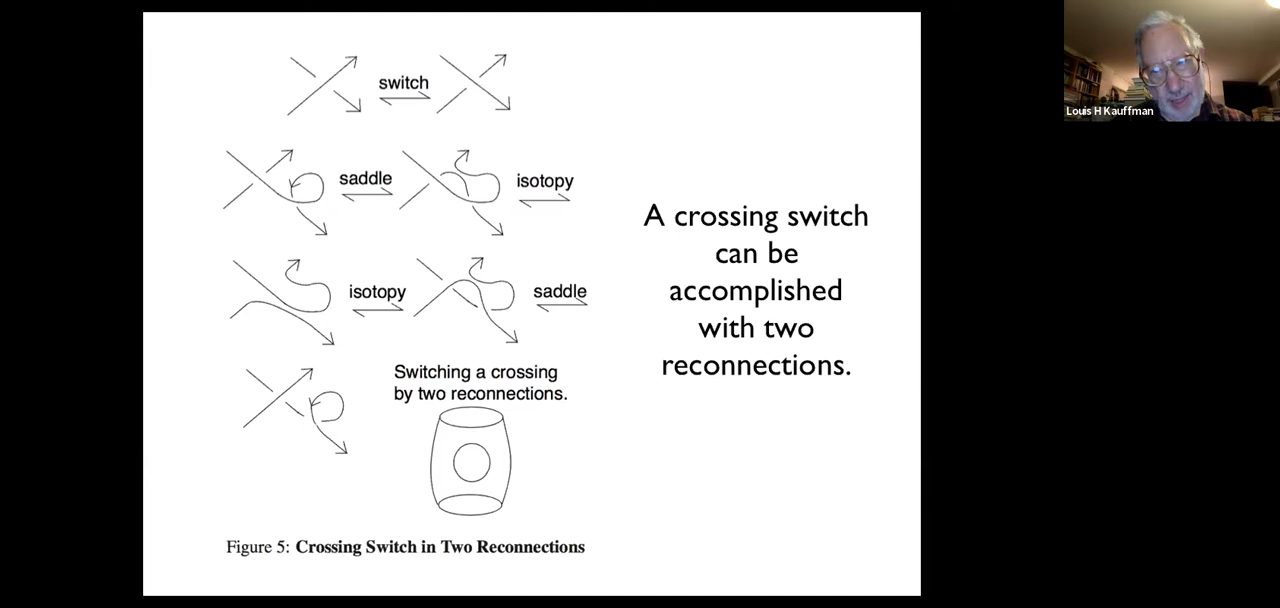 switch
saddle
isotopy
isotopy
saddle
Switching a crossing
by two reconnections.
Figure 5: Crossing Switch in Two Reconnections
A crossing switch
can be
accomplished
with two
reconnections.
Louis H Kauffman